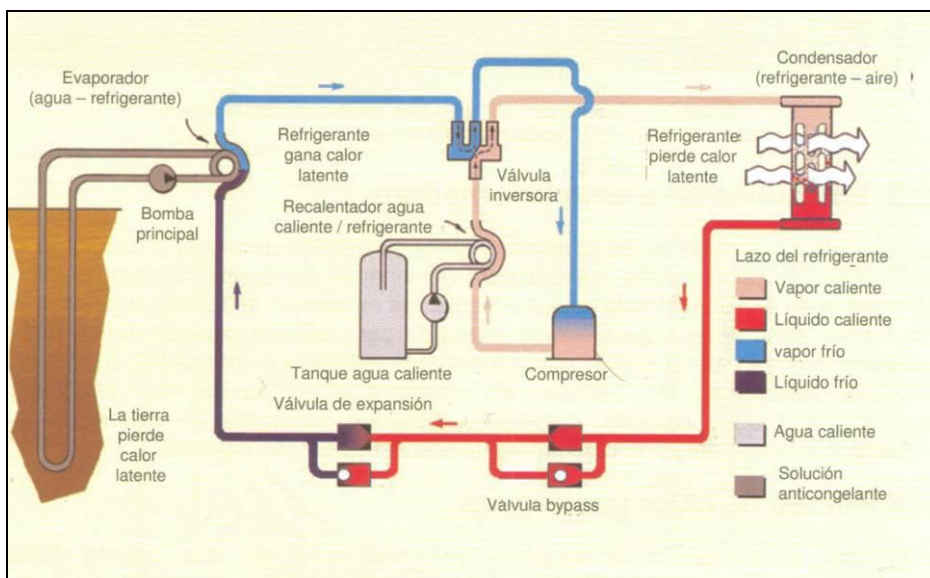 Evaporador
(agua – refrigerante)
Condensador
(refrigerante – aire)
Refrigerante
gana calor
latente
Válvula
inversora
Refrigerante
pierde calor
latente
Bomba
principal
Recalentador agua
caliente / refrigerante
Lazo del refrigerante
Vapor caliente
Líquido caliente
vapor frío
Líquido frío
Agua caliente
Solución
anticongelante
Tanque agua caliente
Compresor
Válvula de expansión
La tierra
pierde
calor
latente
Válvula bypass